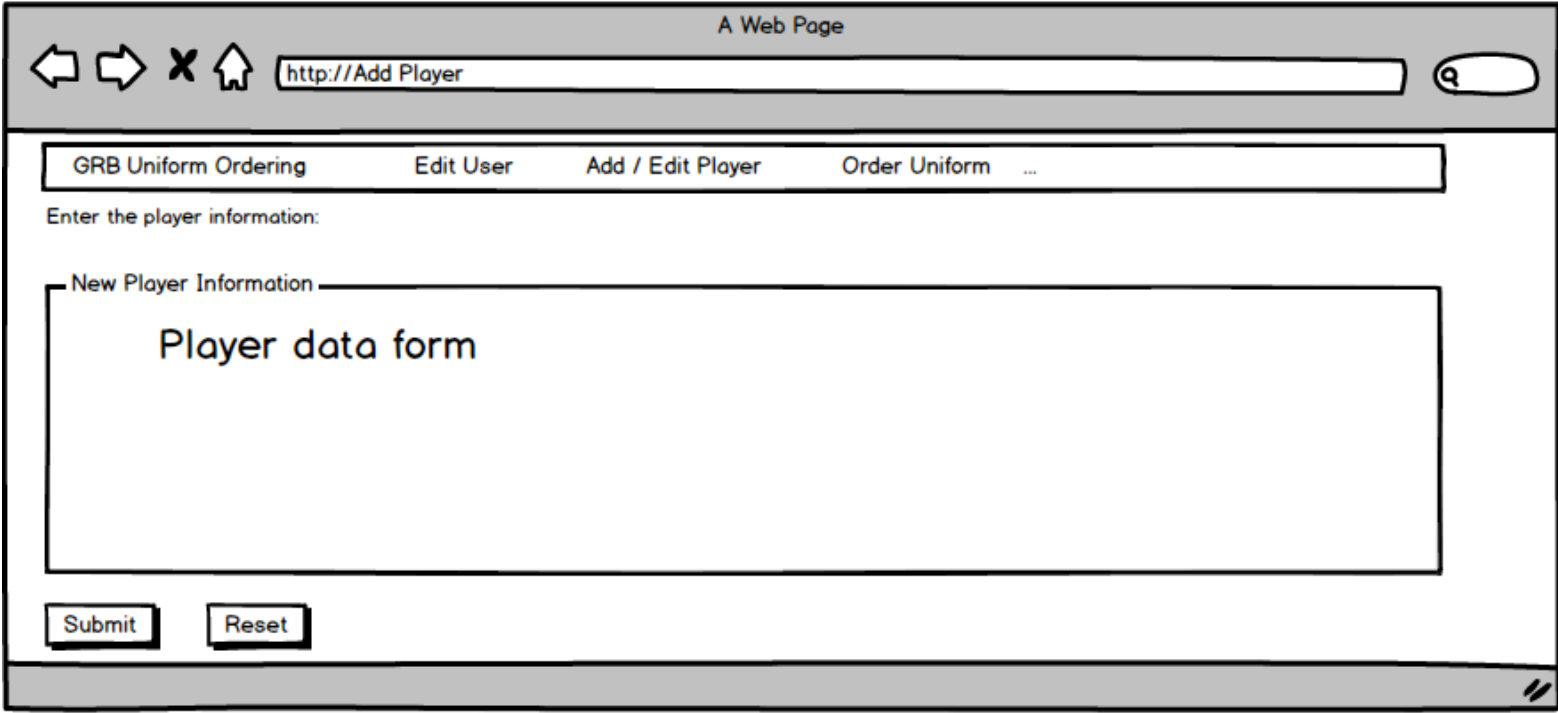 A Web Page
http://Add Player
GRB Uniform Ordering Edit User Add / Edit Player Order Uniform ...
Enter the player information:
New Player Information
Player data form
Submit Reset